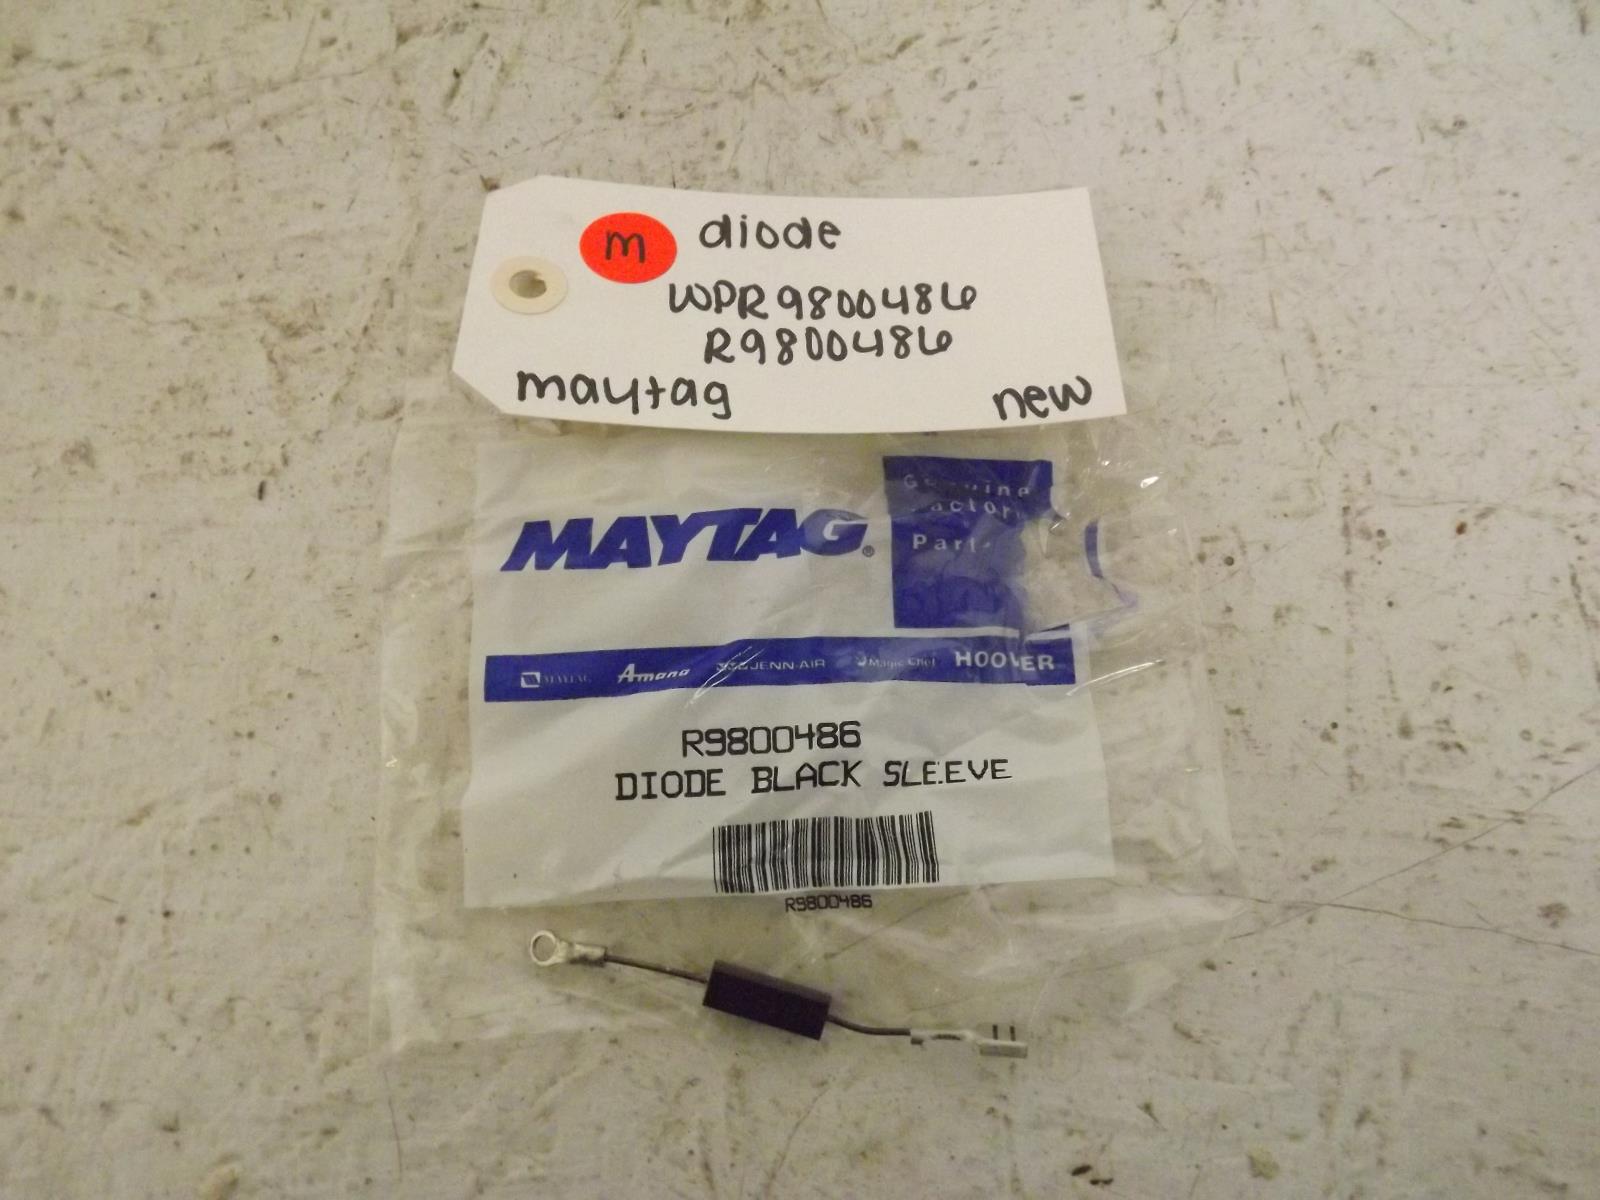 m diode
WPR9800486
R9800486
maytag new
Genuine
Factory
Parts
MAYTAG®
MAYTAG Amana JENN-AIR Magic Chef HOOVER
R9800486
DIODE BLACK SLEEVE
R9800486